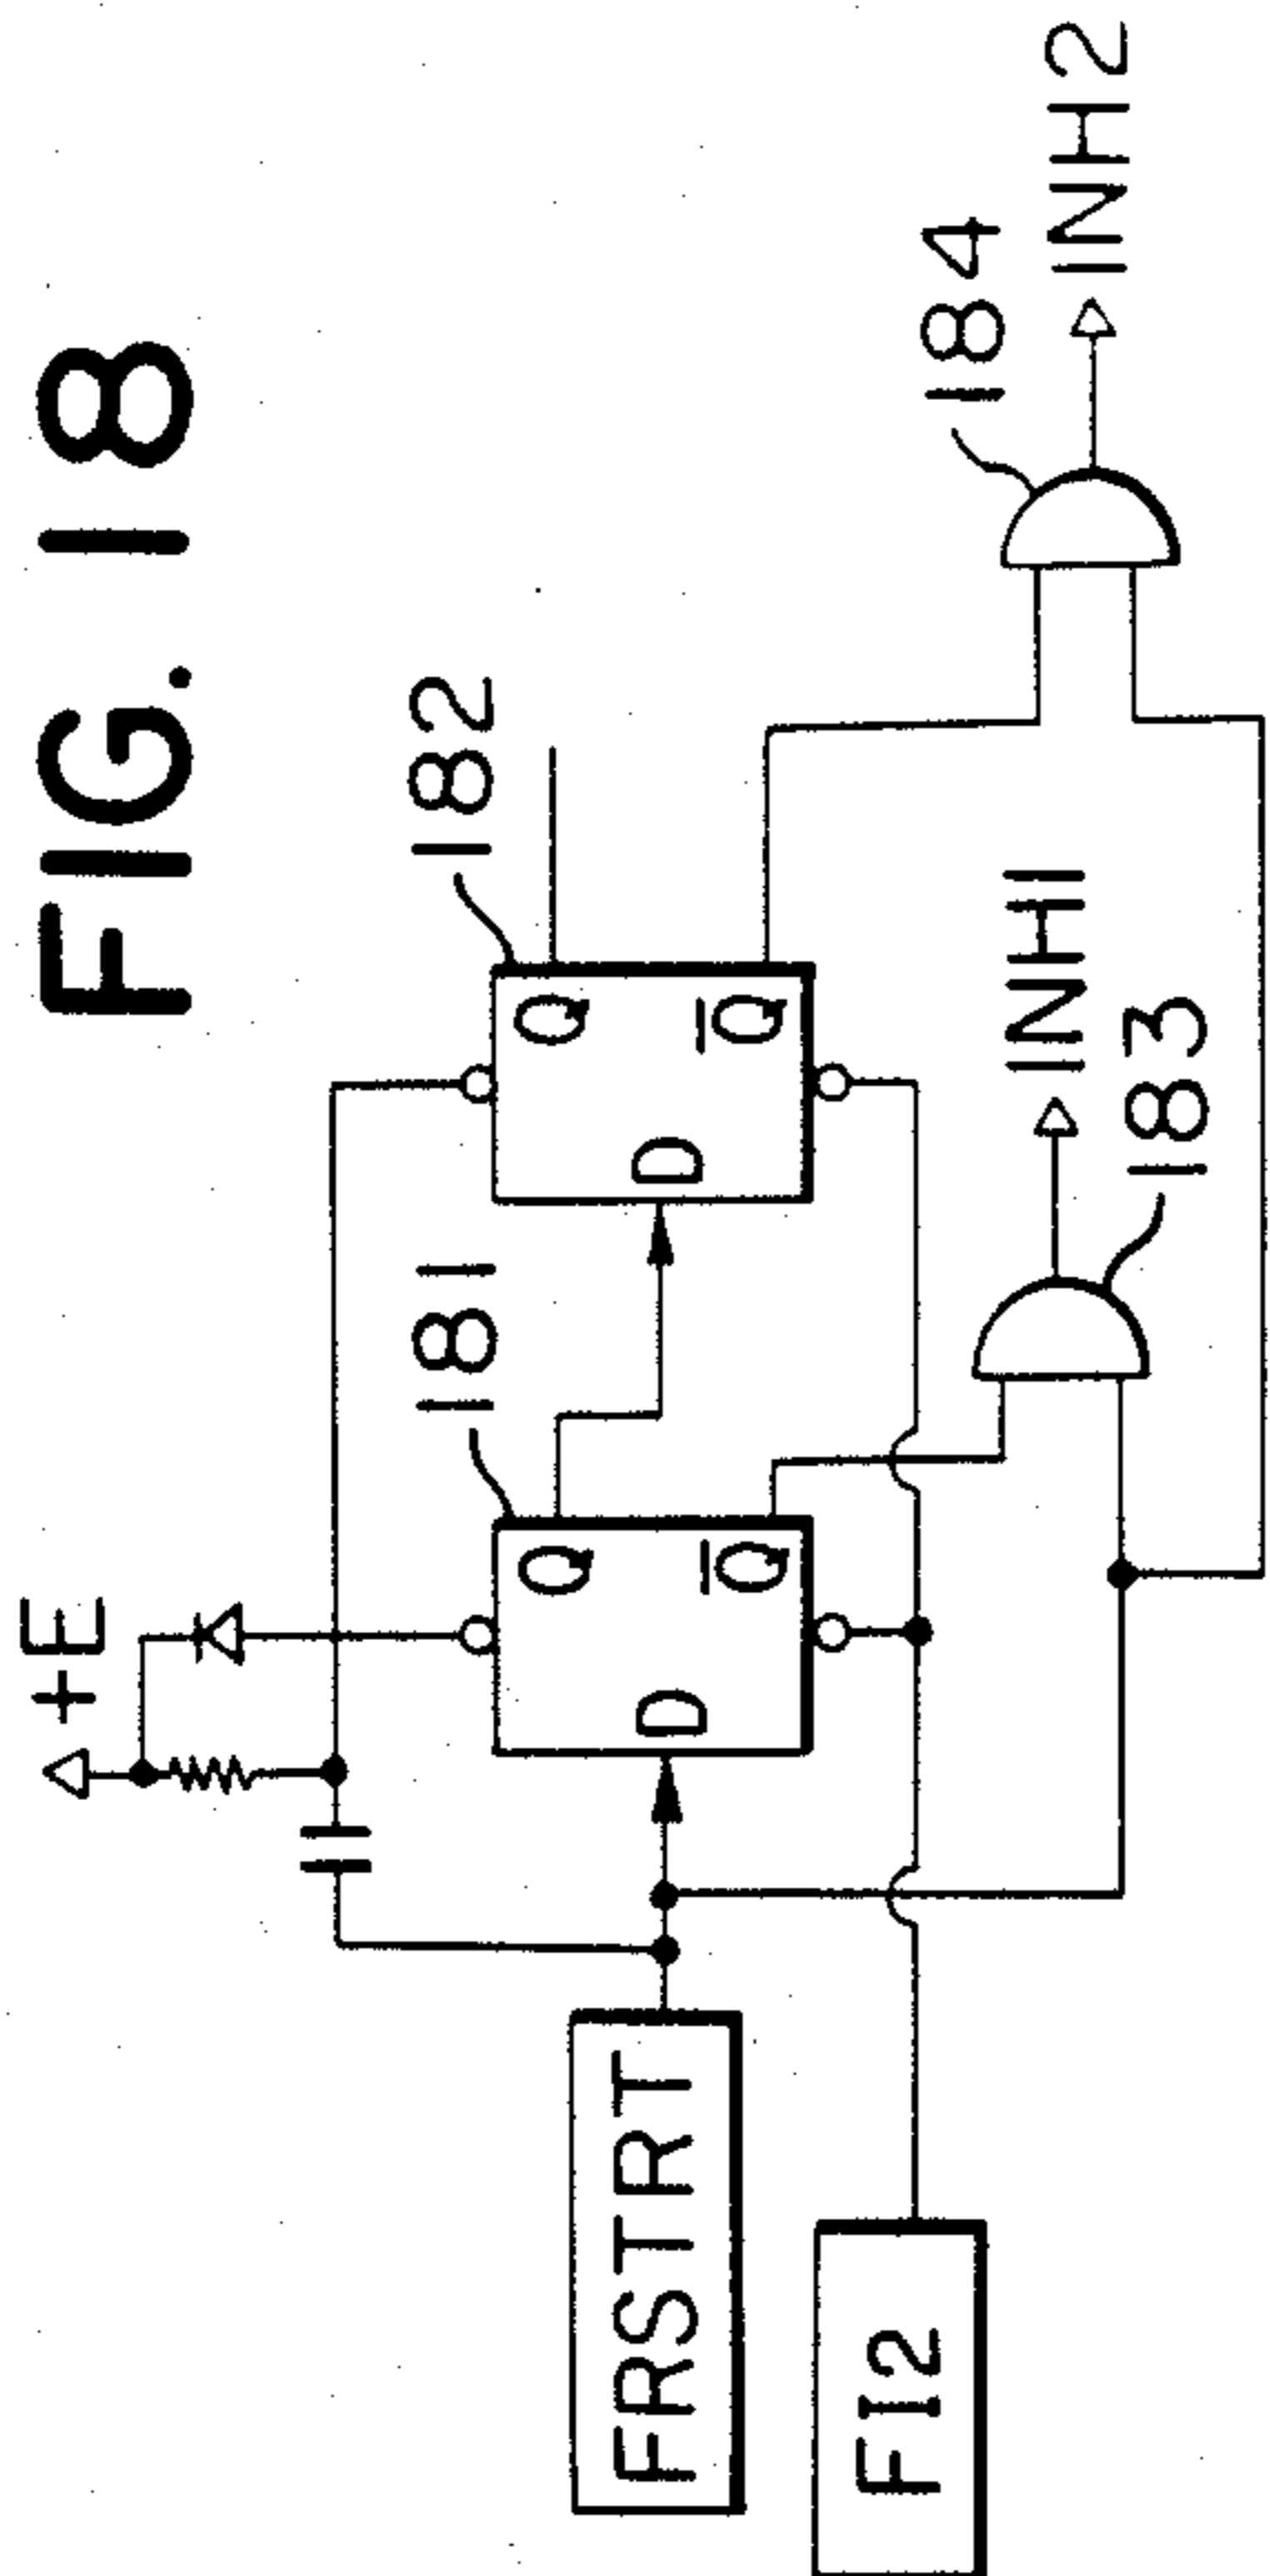 FIG. 18
+E
181
182
Q
Q
D
D
Q̅
Q̅
184
FRSTRT
INH1
INH2
FI2
183